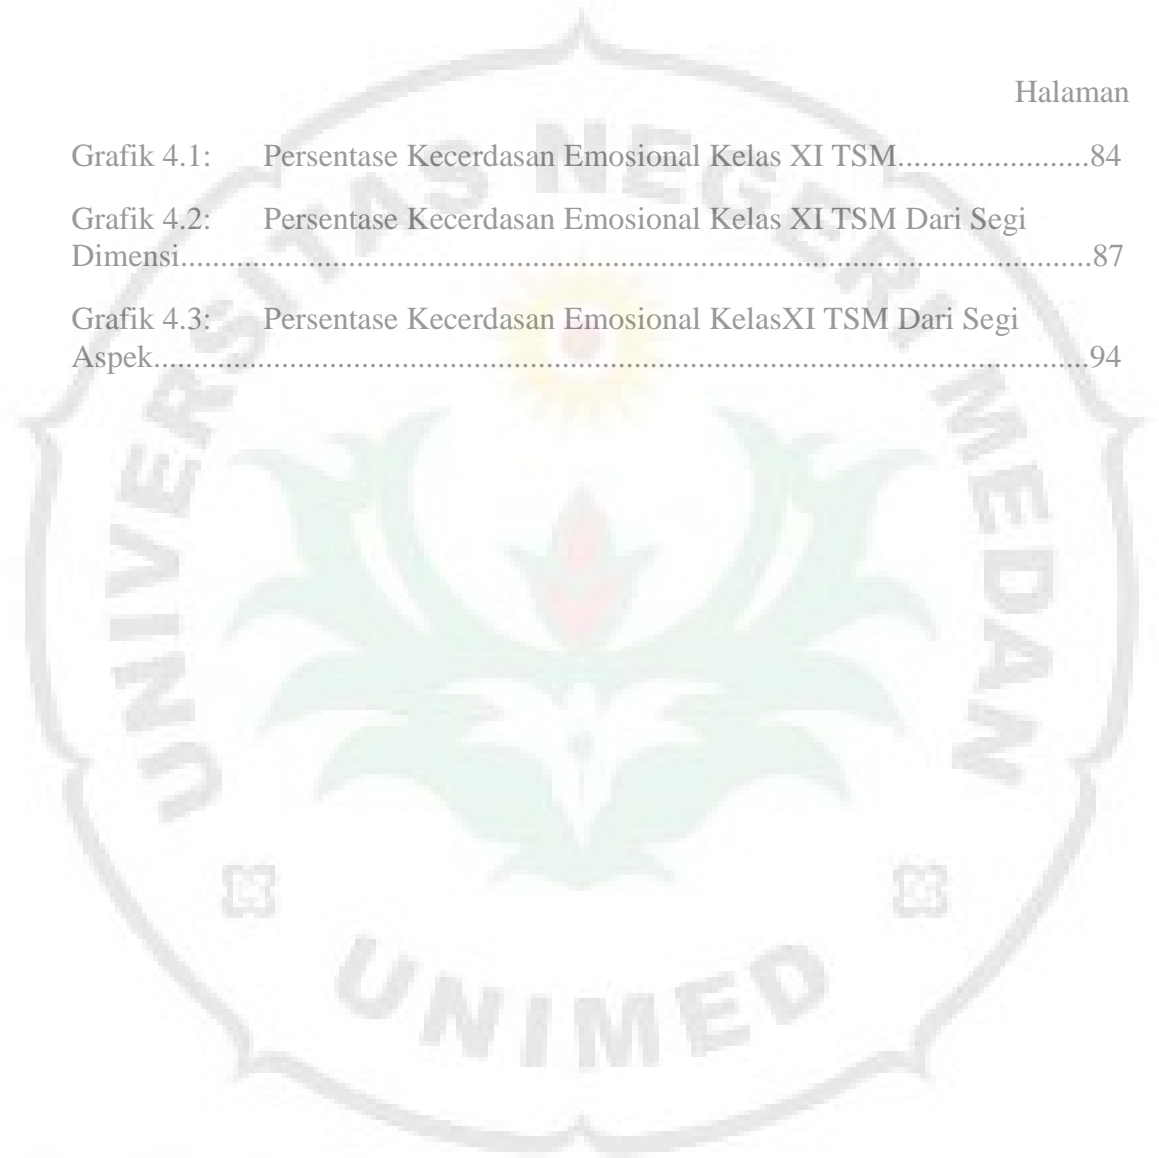 Halaman
Grafik 4.1: Persentase Kecerdasan Emosional Kelas XI TSM.......................84
Grafik 4.2: Persentase Kecerdasan Emosional Kelas XI TSM Dari Segi
Dimensi................................................................................................................87
Grafik 4.3: Persentase Kecerdasan Emosional KelasXI TSM Dari Segi
Aspek...................................................................................................................94
UNIVERSITAS NEGERI MEDAN
UNIMED